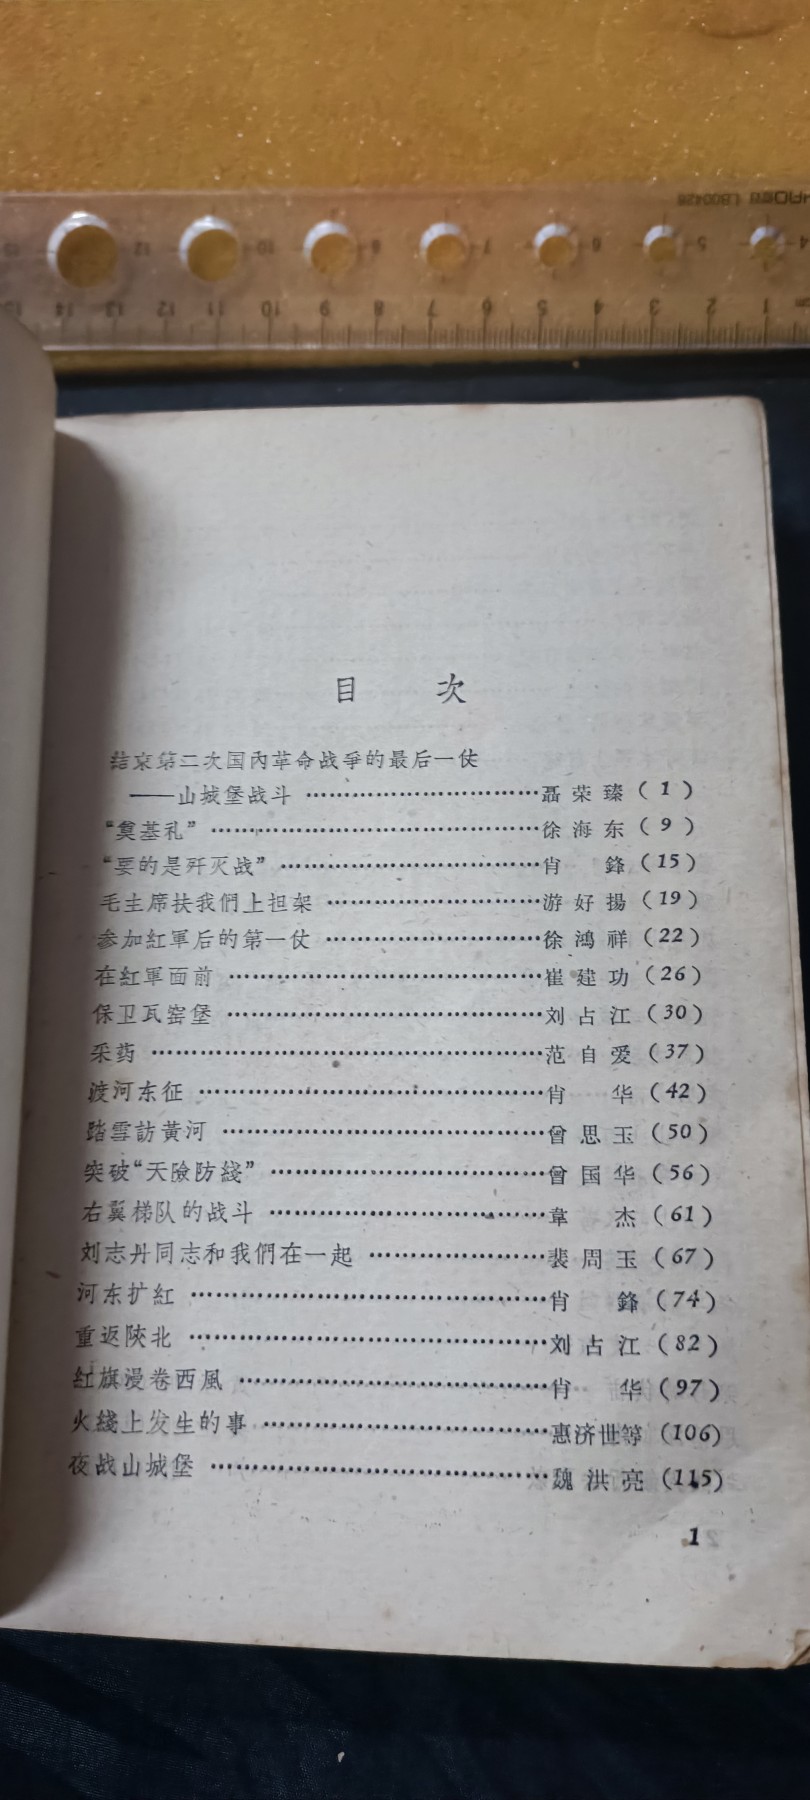 目 次
结束第二次国內革命战爭的最后一仗
——山城堡战斗 ……………………………聶荣臻(1)
“奠基礼” ……………………………徐海东(9)
“要的是歼灭战” ……………………………肖 鋒(15)
毛主席扶我們上担架 ……………………………游好揚(19)
参加紅軍后的第一仗 ……………………………徐鴻祥(22)
在紅軍面前 ……………………………崔建功(26)
保卫瓦窑堡 ……………………………刘占江(30)
采药 ……………………………范自爱(37)
渡河东征 ……………………………肖 华(42)
踏雪訪黃河 ……………………………曾思玉(50)
突破“天險防綫” ……………………………曾国华(56)
右翼梯队的战斗 ……………………………韋 杰(61)
刘志丹同志和我們在一起 ……………………………裴周玉(67)
河东扩紅 ……………………………肖 鋒(74)
重返陝北 ……………………………刘占江(82)
紅旗漫卷西風 ……………………………肖 华(97)
火綫上发生的事 ……………………………惠济世等(106)
夜战山城堡 ……………………………魏洪亮(115)
1